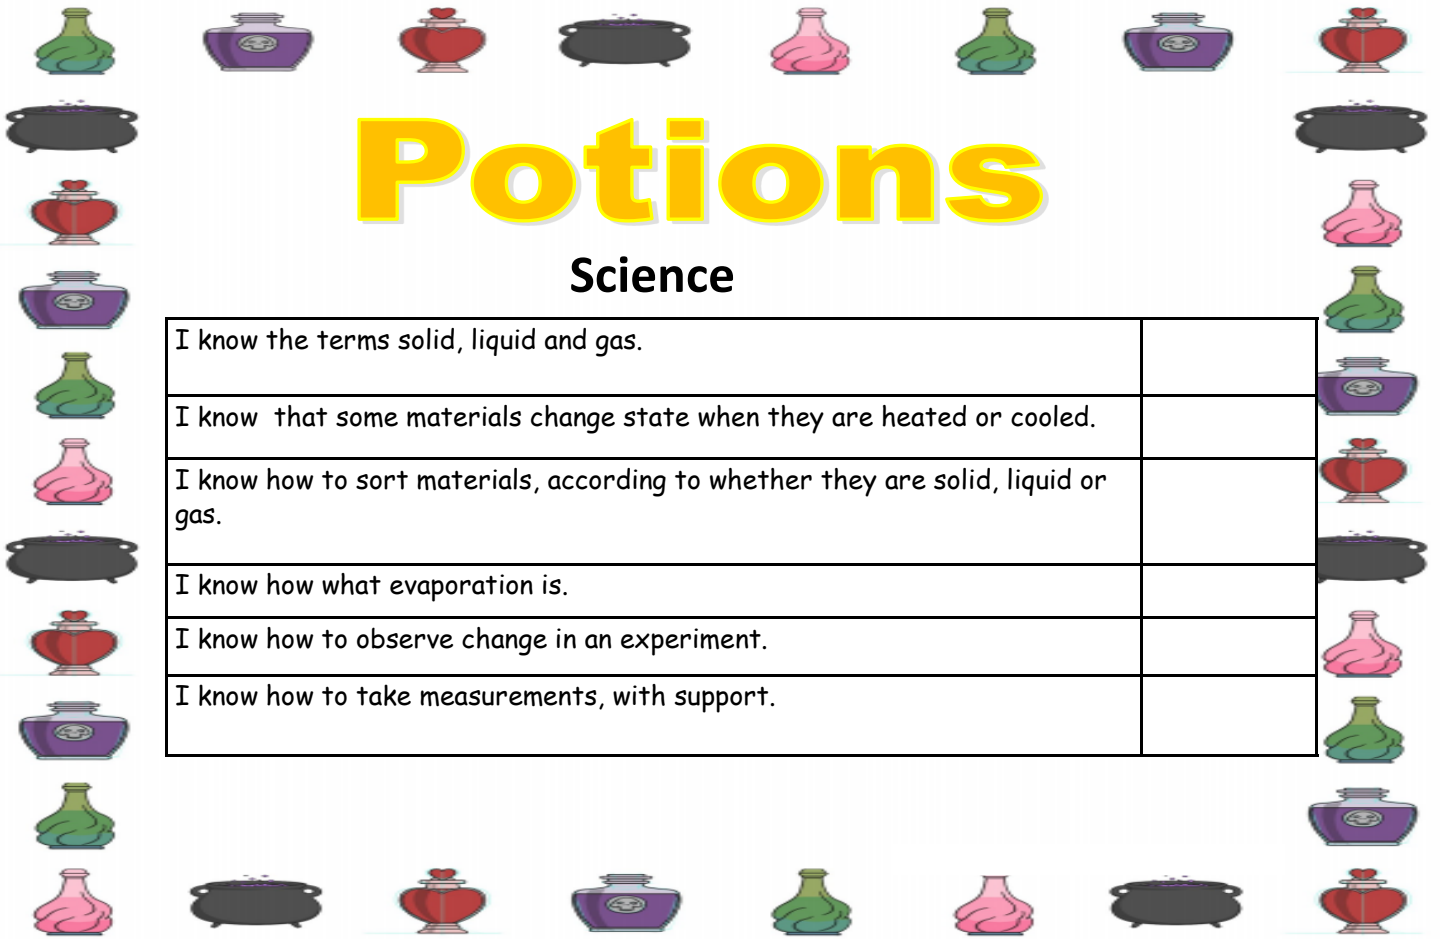 Potions
Science
I know the terms solid, liquid and gas.
I know  that some materials change state when they are heated or cooled.
I know how to sort materials, according to whether they are solid, liquid or
gas.
I know how what evaporation is.
I know how to observe change in an experiment.
I know how to take measurements, with support.